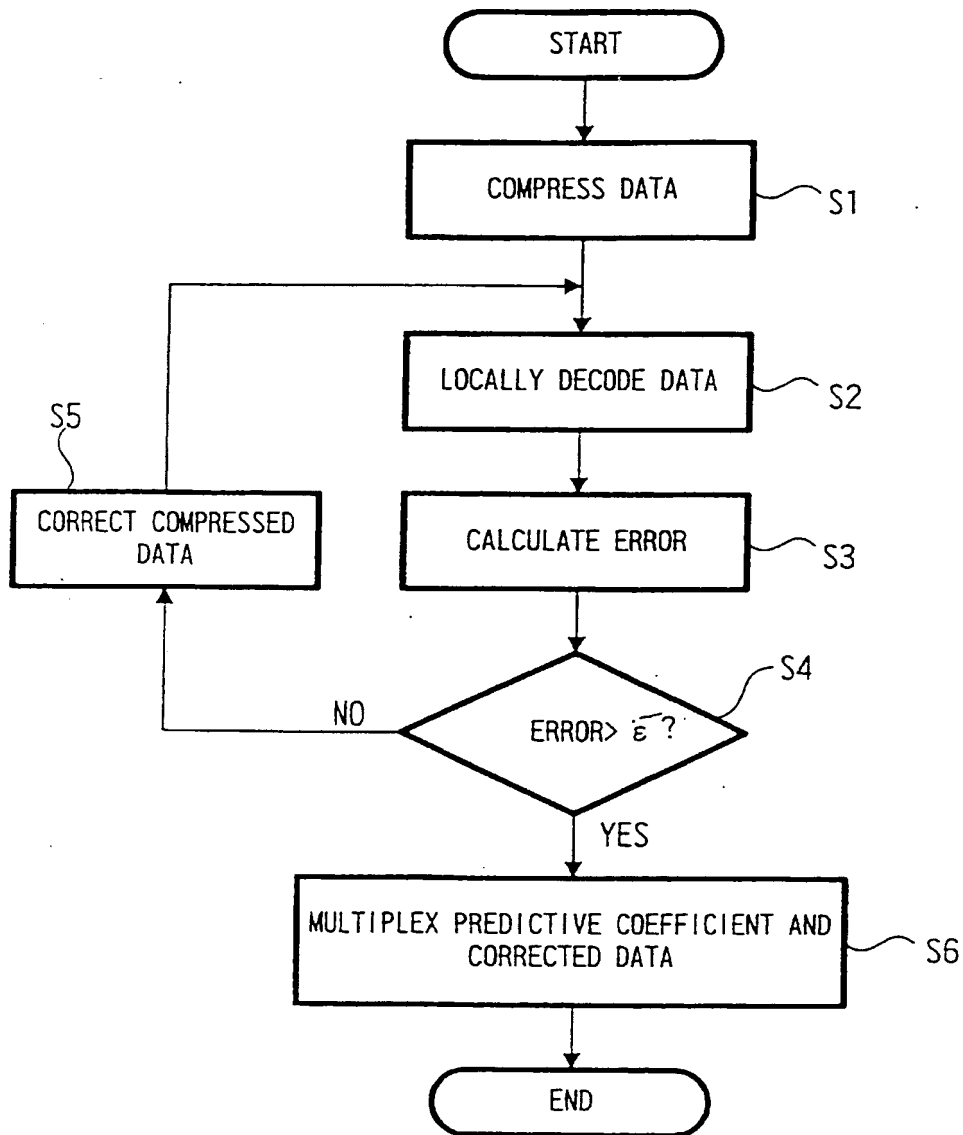 START
COMPRESS DATA
S1
LOCALLY DECODE DATA
S2
S5
CORRECT COMPRESSED
DATA
CALCULATE ERROR
S3
S4
NO
ERROR> ε ?
YES
MULTIPLEX PREDICTIVE COEFFICIENT AND
CORRECTED DATA
S6
END